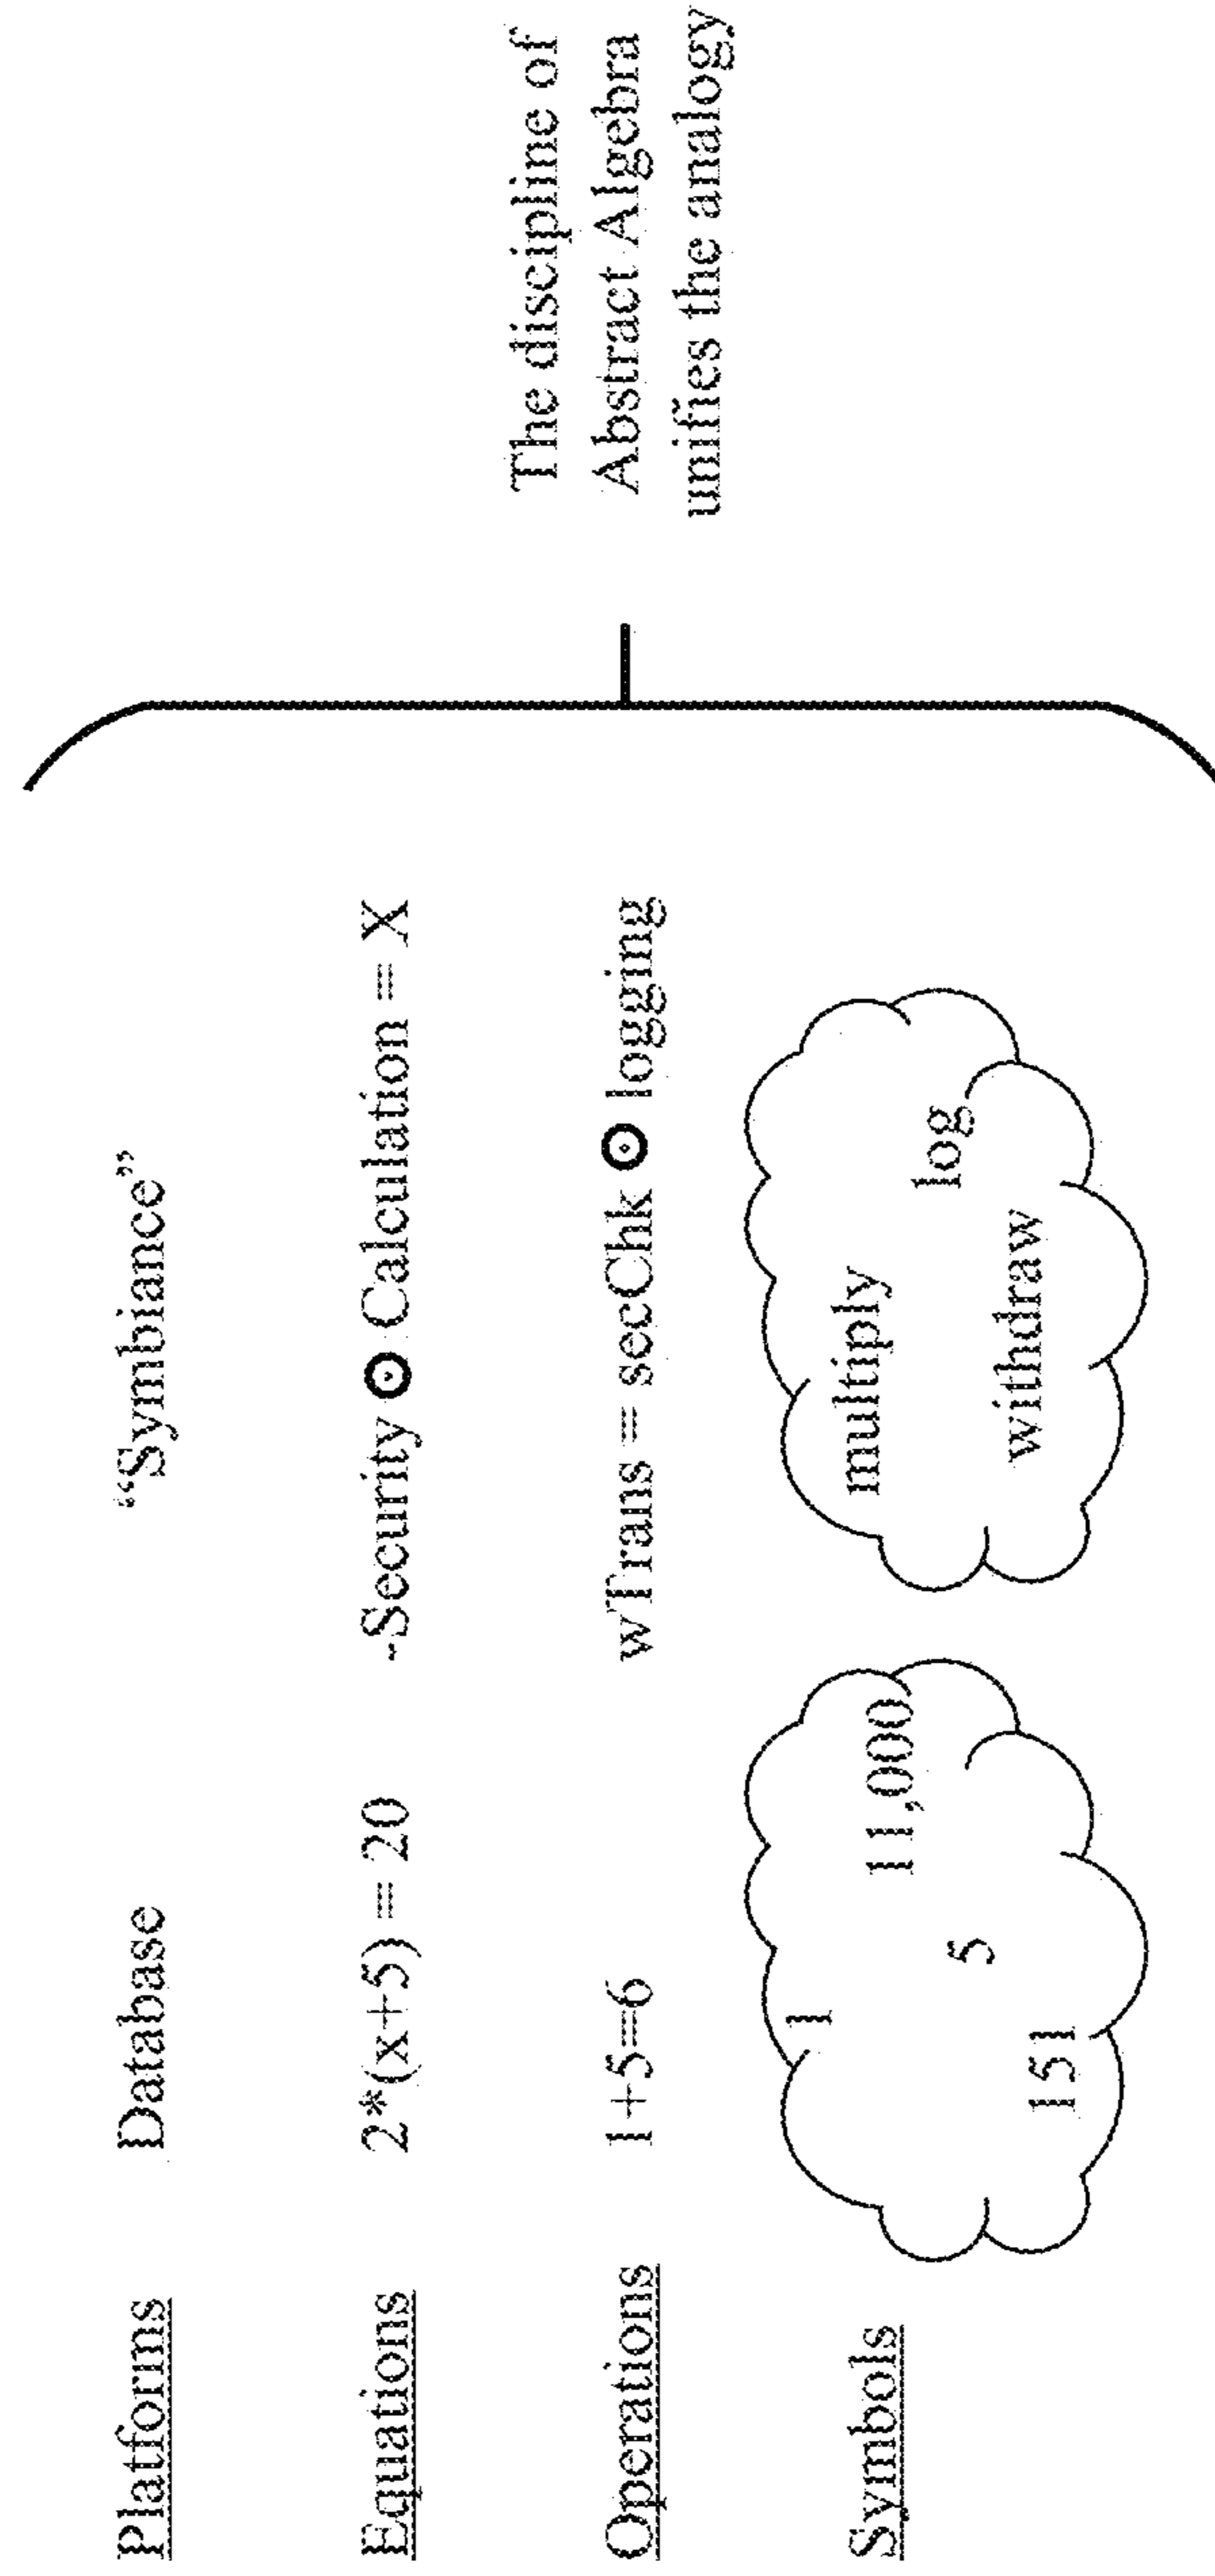 Platforms Database “Symbiance”
Equations 2*(x+5) = 20 -Security ⊙ Calculation = X
Operations 1+5=6 wTrans = secChk ⊙ logging
Symbols
1
11,000
5
151
multiply
log
withdraw
The discipline of
Abstract Algebra
unifies the analogy